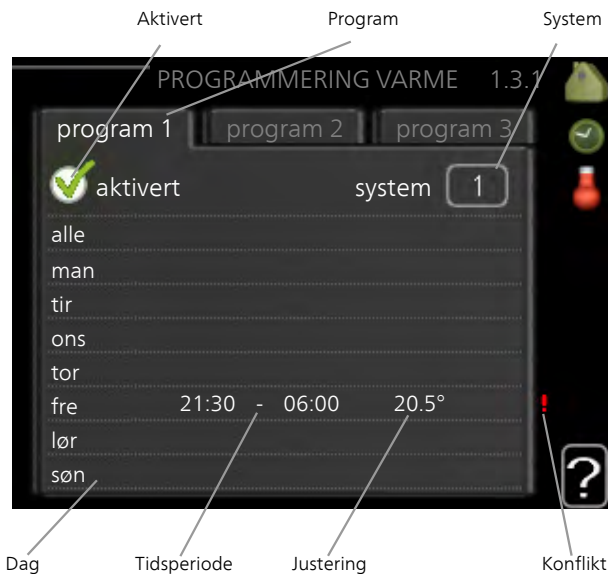 Aktivert Program System
PROGRAMMERING VARME 1.3.1
program 1 program 2 program 3
aktivert system 1
alle
man
tir
ons
tor
fre 21:30 - 06:00 20.5° !
lør
søn
?
Dag Tidsperiode Justering Konflikt